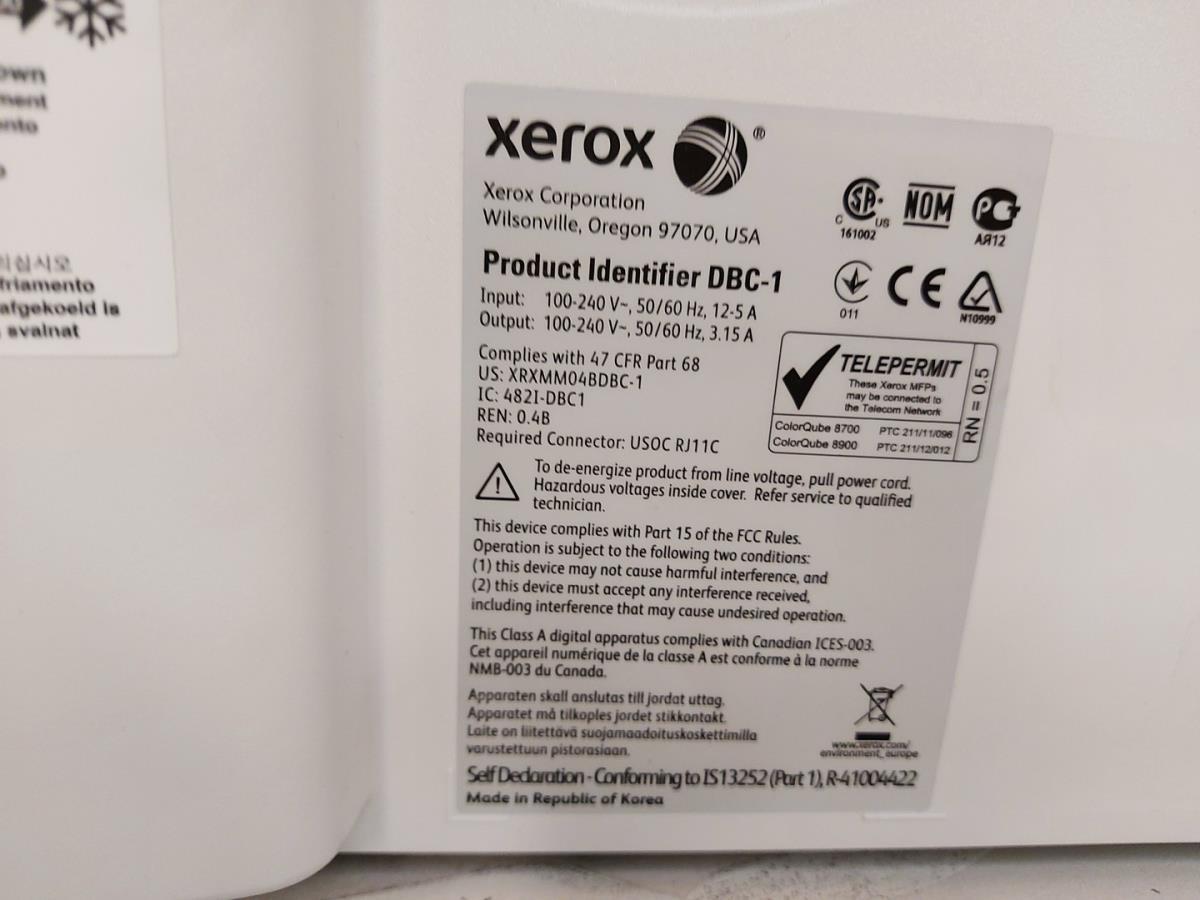 own
ment
ento
의십시오
friamento
afgekoeld is
svalnat
xerox ®
Xerox Corporation
Wilsonville, Oregon 97070, USA
Product Identifier DBC-1
Input: 100-240 V~, 50/60 Hz, 12-5 A
Output: 100-240 V~, 50/60 Hz, 3.15 A
Complies with 47 CFR Part 68
US: XRXMM04BDBC-1
IC: 482I-DBC1
REN: 0.4B
Required Connector: USOC RJ11C
C SA US
161002
NOM
РСТ
АЯ12
011
CE
N10999
TELEPERMIT
These Xerox MFPs
may be connected to
the Telecom Network
ColorQube 8700 PTC 211/11/096
ColorQube 8900 PTC 211/12/012
RN = 0.5
To de-energize product from line voltage, pull power cord.
Hazardous voltages inside cover. Refer service to qualified
technician.
This device complies with Part 15 of the FCC Rules.
Operation is subject to the following two conditions:
(1) this device may not cause harmful interference, and
(2) this device must accept any interference received,
including interference that may cause undesired operation.
This Class A digital apparatus complies with Canadian ICES-003.
Cet appareil numérique de la classe A est conforme à la norme
NMB-003 du Canada.
Apparaten skall anslutas till jordat uttag.
Apparatet må tilkoples jordet stikkontakt.
Laite on liitettävä suojamaadoituskoskettimilla
varustettuun pistorasiaan.
www.xerox.com/
environment_europe
Self Declaration - Conforming to IS13252 (Part 1), R-41004422
Made in Republic of Korea